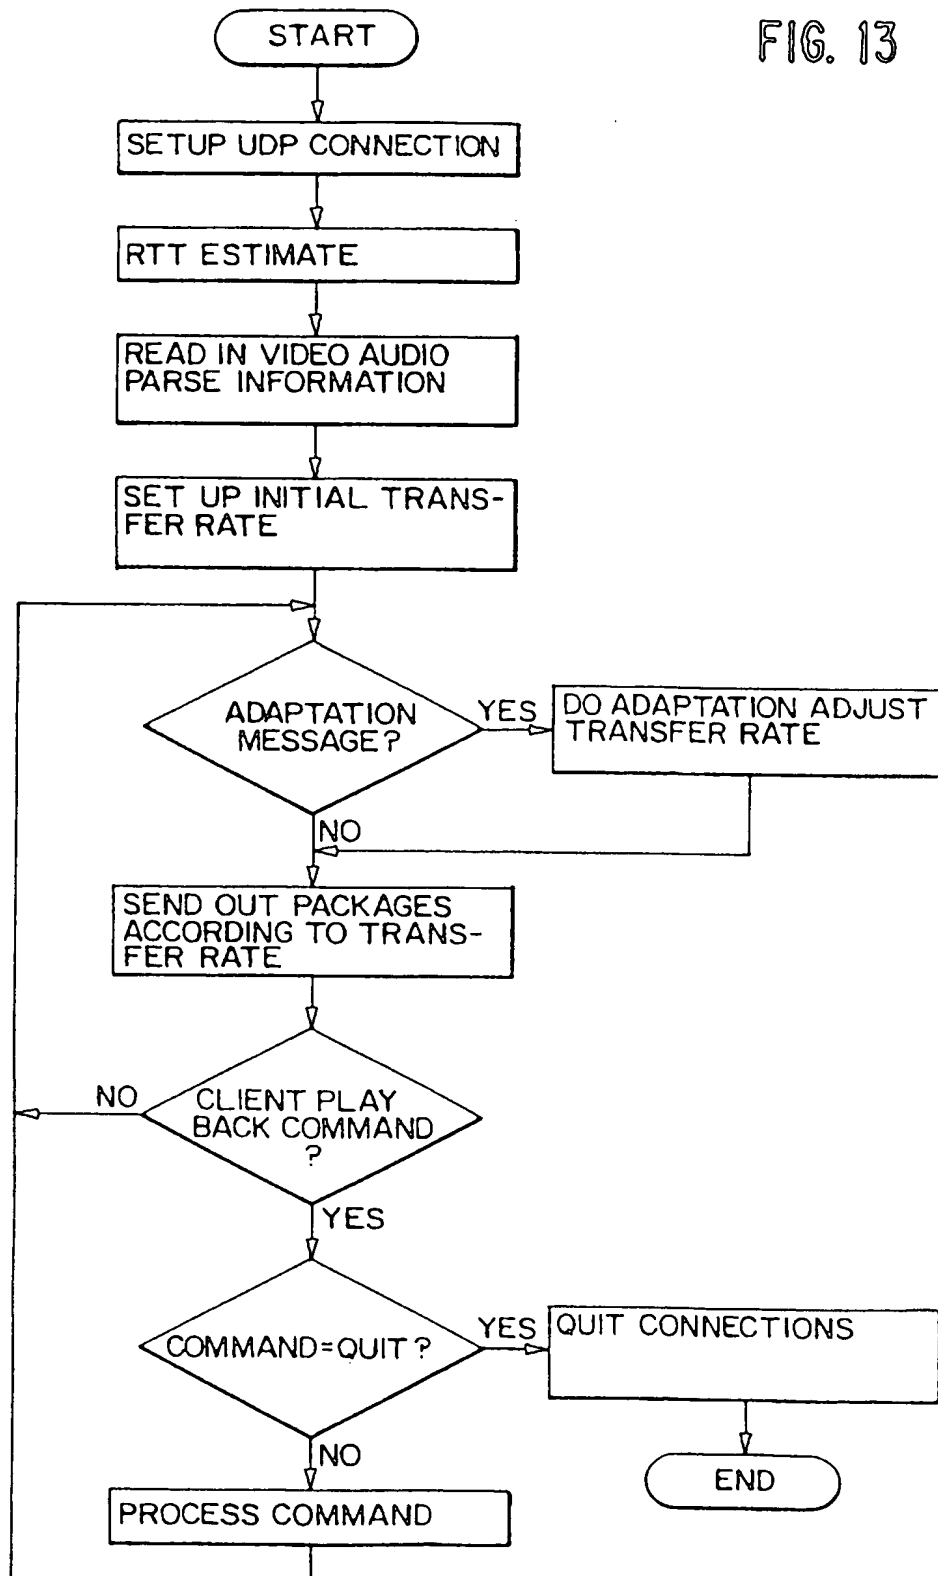 START
FIG. 13
SETUP UDP CONNECTION
RTT ESTIMATE
READ IN VIDEO AUDIO
PARSE INFORMATION
SET UP INITIAL TRANS-
FER RATE
ADAPTATION
MESSAGE?
YES
DO ADAPTATION ADJUST
TRANSFER RATE
NO
SEND OUT PACKAGES
ACCORDING TO TRANS-
FER RATE
NO
CLIENT PLAY
BACK COMMAND
?
YES
COMMAND=QUIT?
YES
QUIT CONNECTIONS
NO
END
PROCESS COMMAND